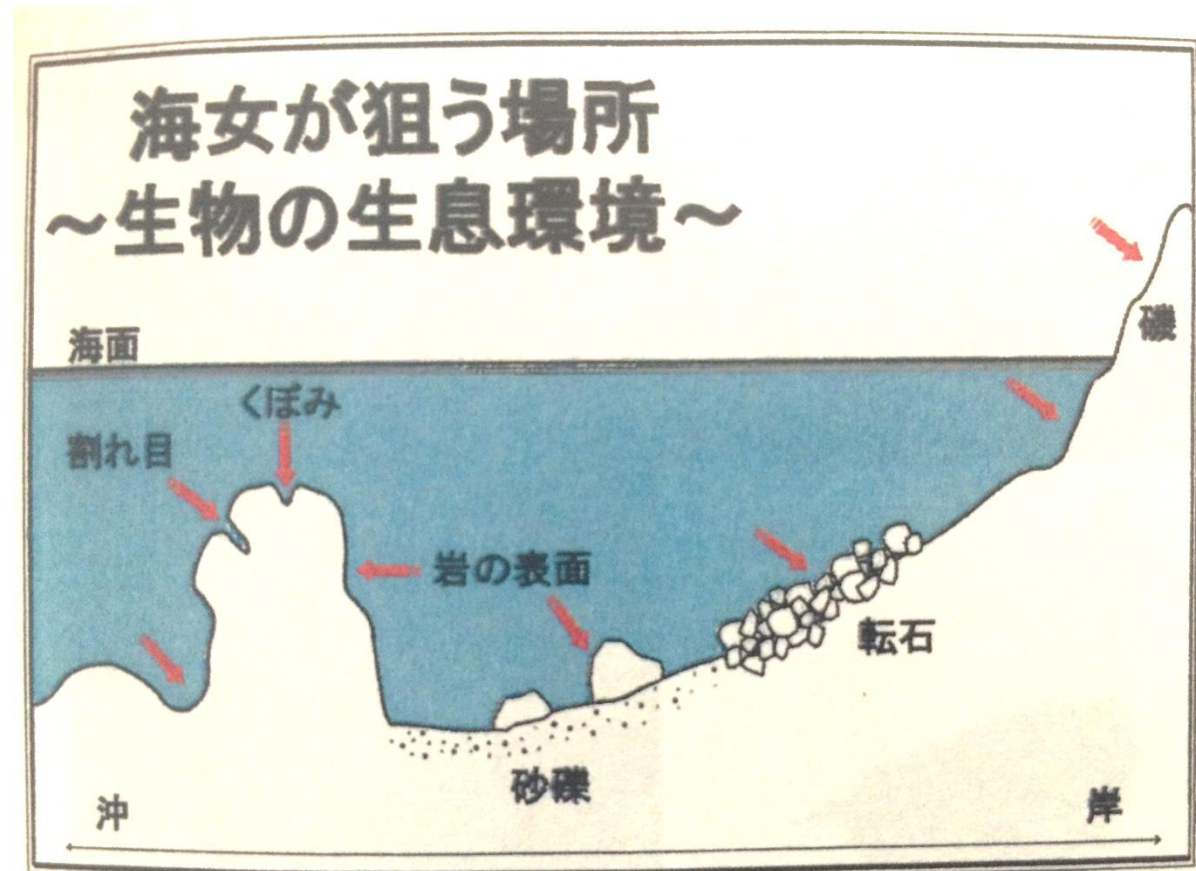 海女が狙う場所
～生物の生息環境～
海面
磯
くぼみ
割れ目
岩の表面
転石
砂礫
沖
岸